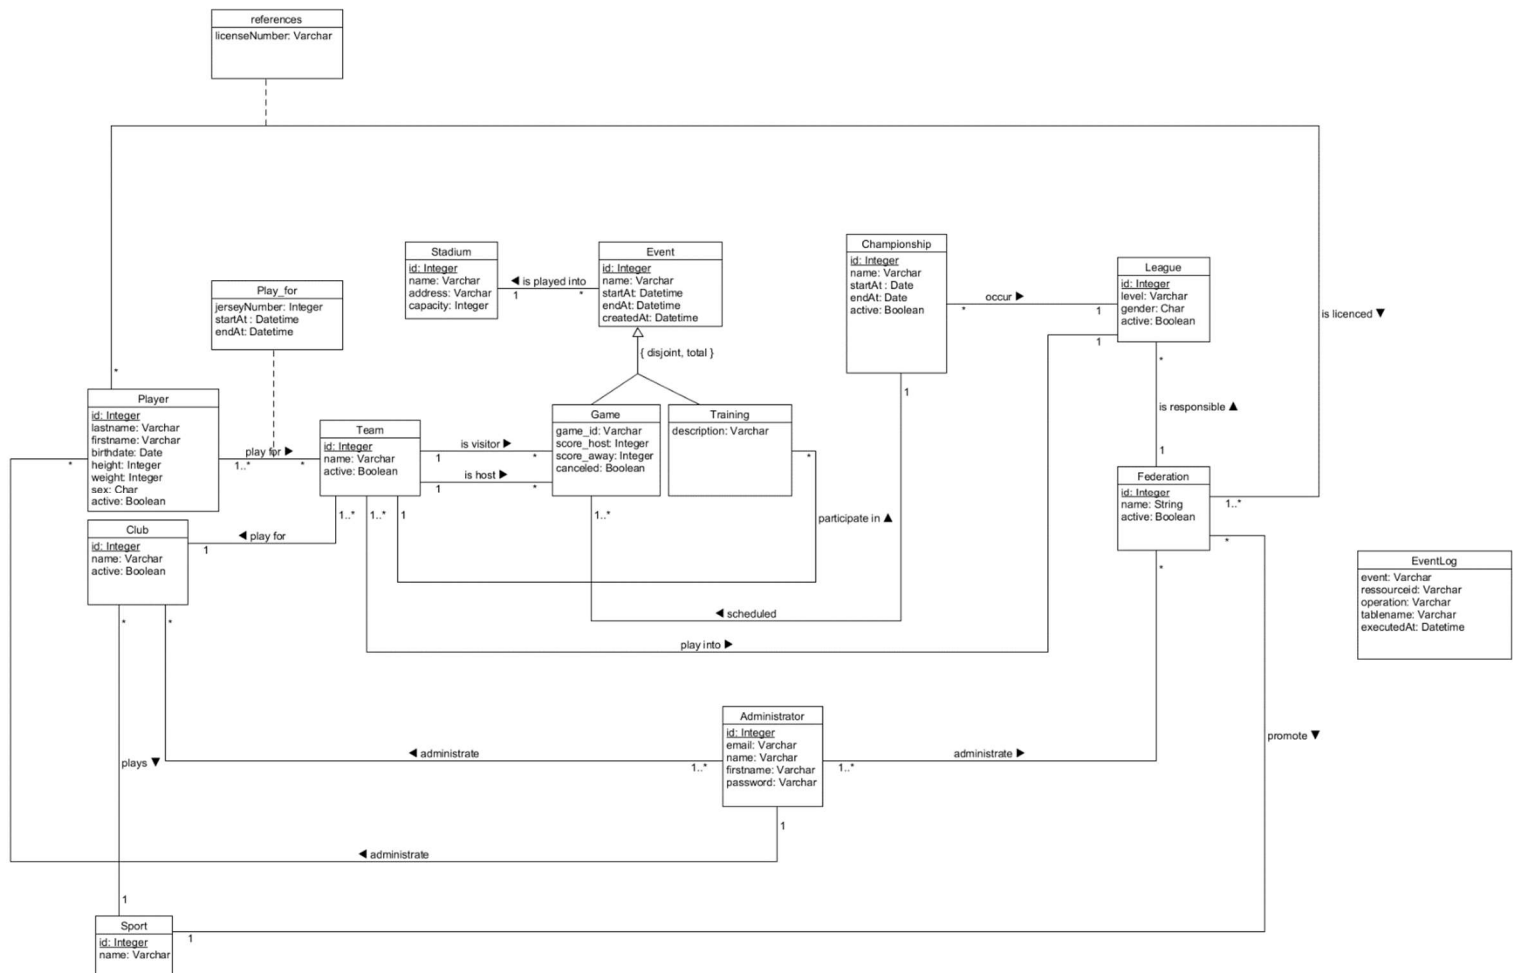 references
licenseNumber: Varchar
Stadium
id: Integer
name: Varchar
address: Varchar
capacity: Integer
◄ is played into
1
*
Event
id: Integer
name: Varchar
startAt: Datetime
endAt: Datetime
createdAt: Datetime
{ disjoint, total }
Championship
id: Integer
name: Varchar
startAt : Date
endAt: Date
active: Boolean
occur ►
*
1
League
id: Integer
level: Varchar
gender: Char
active: Boolean
is licenced ▼
Play_for
jerseyNumber: Integer
startAt : Datetime
endAt: Datetime
*
Player
id: Integer
lastname: Varchar
firstname: Varchar
birthdate: Date
height: Integer
weight: Integer
sex: Char
active: Boolean
play for ►
1..*
*
Team
id: Integer
name: Varchar
active: Boolean
is visitor ►
1
*
is host ►
1
*
Game
game_id: Varchar
score_host: Integer
score_away: Integer
canceled: Boolean
Training
description: Varchar
*
participate in ▲
1
1
*
is responsible ▲
1
Federation
id: Integer
name: String
active: Boolean
1..*
*
*
*
Club
id: Integer
name: Varchar
active: Boolean
1
◄ play for
1..*
1..*
1
1..*
◄ scheduled
play into ►
EventLog
event: Varchar
ressourceid: Varchar
operation: Varchar
tablename: Varchar
executedAt: Datetime
*
*
plays ▼
◄ administrate
1..*
Administrator
id: Integer
email: Varchar
name: Varchar
firstname: Varchar
password: Varchar
1..*
administrate ►
promote ▼
1
◄ administrate
1
Sport
id: Integer
name: Varchar
1